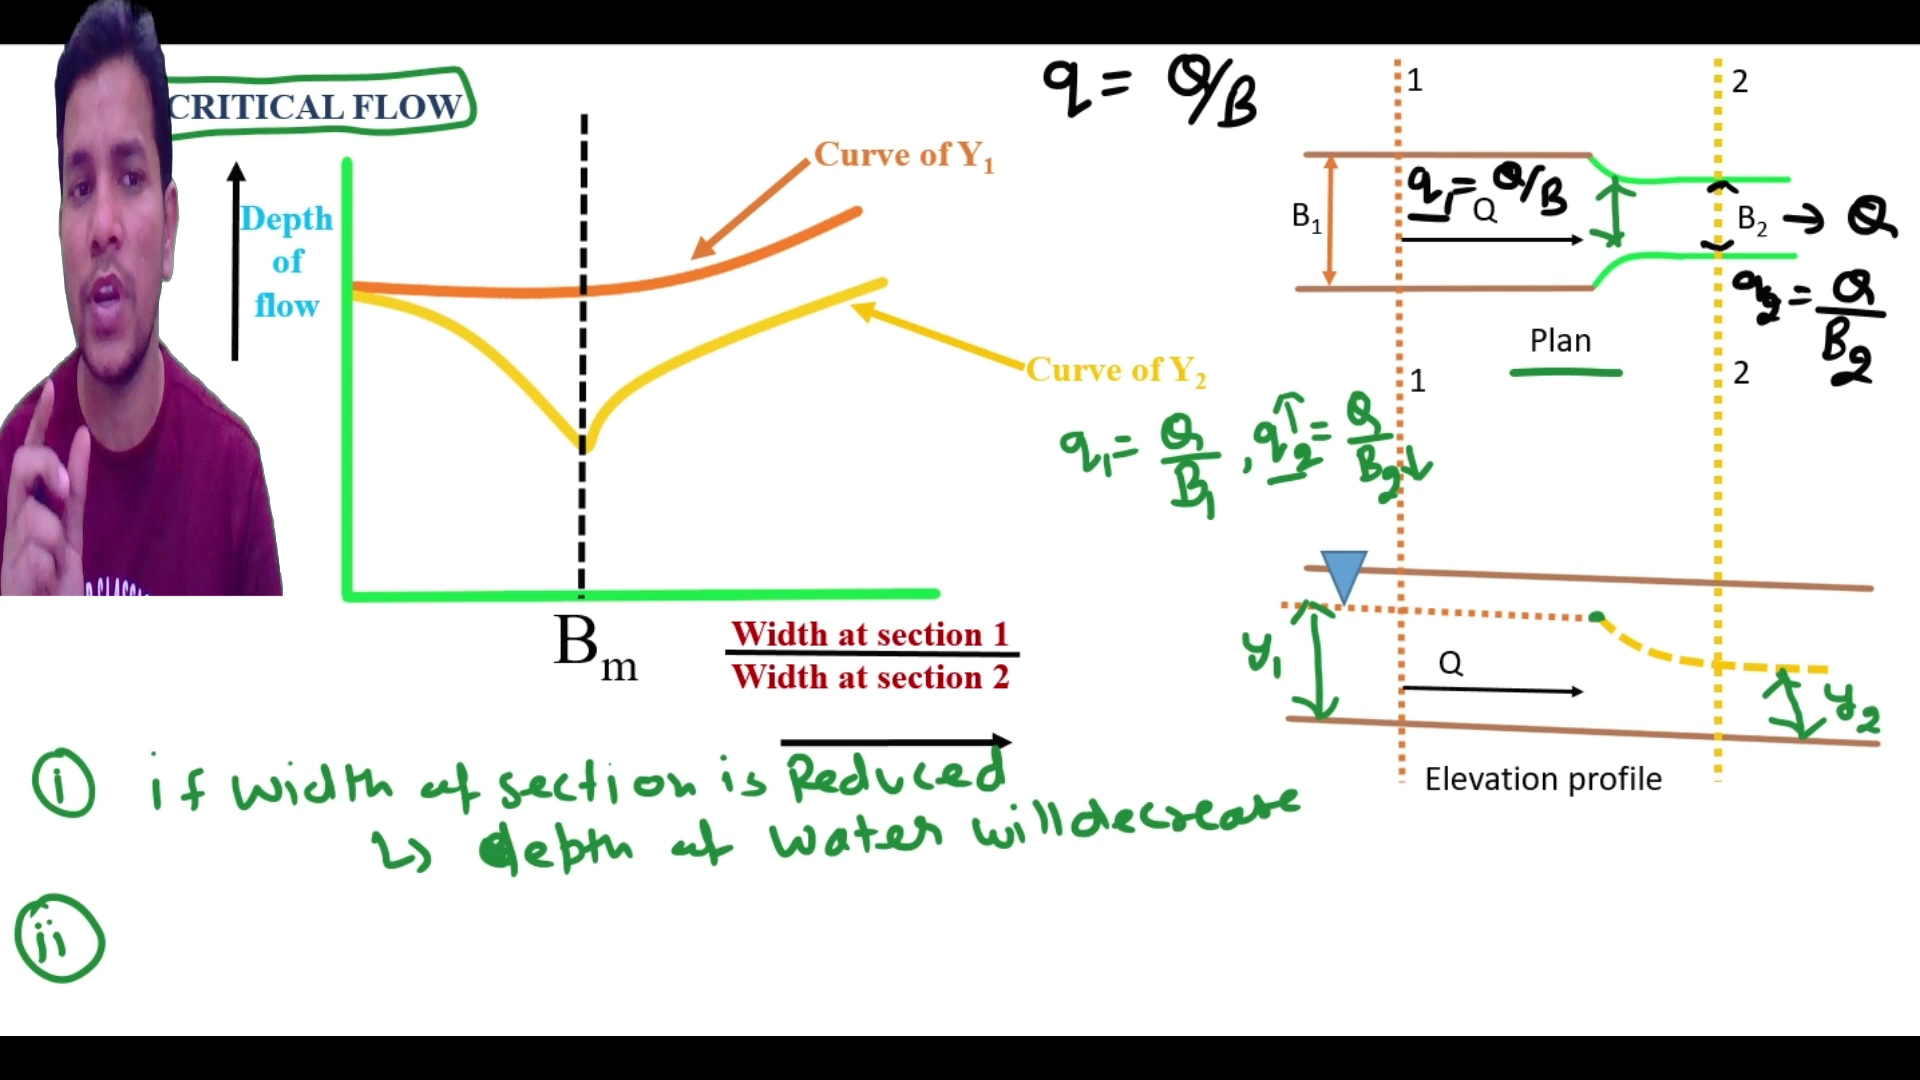 CRITICAL FLOW
Depth
of
flow
Curve of Y1
Curve of Y2
Bm
Width at section 1
Width at section 2
q = Q/B
1
2
B1
q1 = Q/B
Q
B2 → Q
q2 = Q/B2
Plan
1
2
q1 = Q/B1 , q2↑ = Q/B2↓
y1
Q
y2
Elevation profile
i if width of section is Reduced
↳ depth of water will decrease
ii